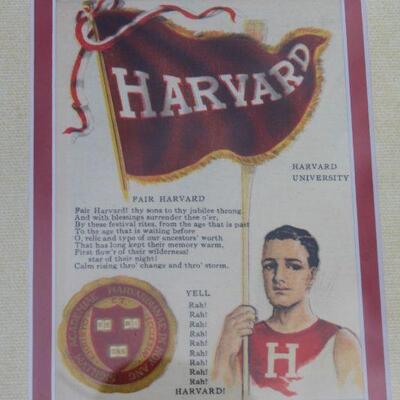 HARVARD
HARVARD
UNIVERSITY
FAIR HARVARD
Fair Harvard! thy sons to thy jubilee throng,
And with blessings surrender thee o'er,
By these festival rites, from the age that is past
To the age that is waiting before
O, relic and type of our ancestors' worth
That has long kept their memory warm,
First flow'r of their wilderness!
star of their night!
Calm rising thro' change and thro' storm.
YELL
Rah!
Rah!
Rah!
Rah!
Rah!
Rah!
Rah!
Rah!
Rah!
HARVARD!
H